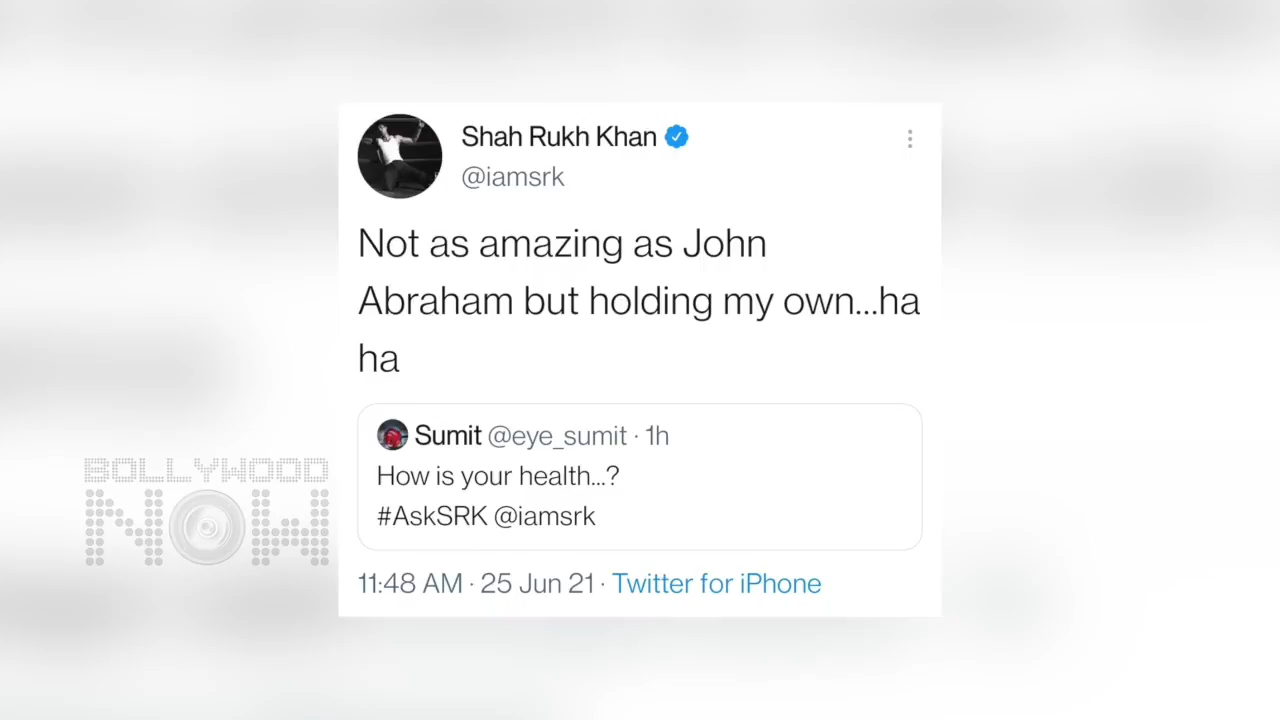 Shah Rukh Khan
@iamsrk
Not as amazing as John
Abraham but holding my own...ha
ha
Sumit @eye_sumit · 1h
How is your health...?
#AskSRK @iamsrk
11:48 AM · 25 Jun 21 · Twitter for iPhone
BOLLYWOOD
NOW